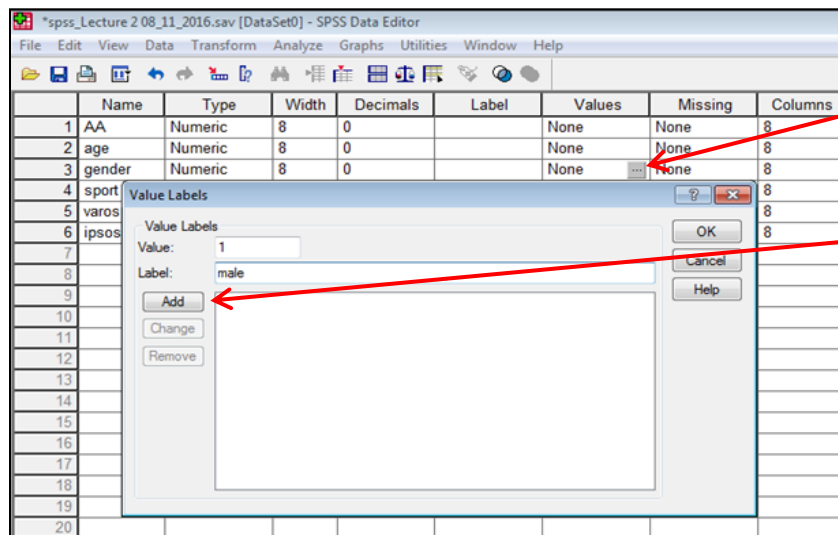 *spss_Lecture 2 08_11_2016.sav [DataSet0] - SPSS Data Editor
File Edit View Data Transform Analyze Graphs Utilities Window Help
Name Type Width Decimals Label Values Missing Columns
1 AA Numeric 8 0 None None 8
2 age Numeric 8 0 None None 8
3 gender Numeric 8 0 None ... None 8
4 sport 8
5 varos 8
6 ipsos 8
Value Labels
Value Labels
Value: 1
Label: male
Add
Change
Remove
OK
Cancel
Help
7
8
9
10
11
12
13
14
15
16
17
18
19
20